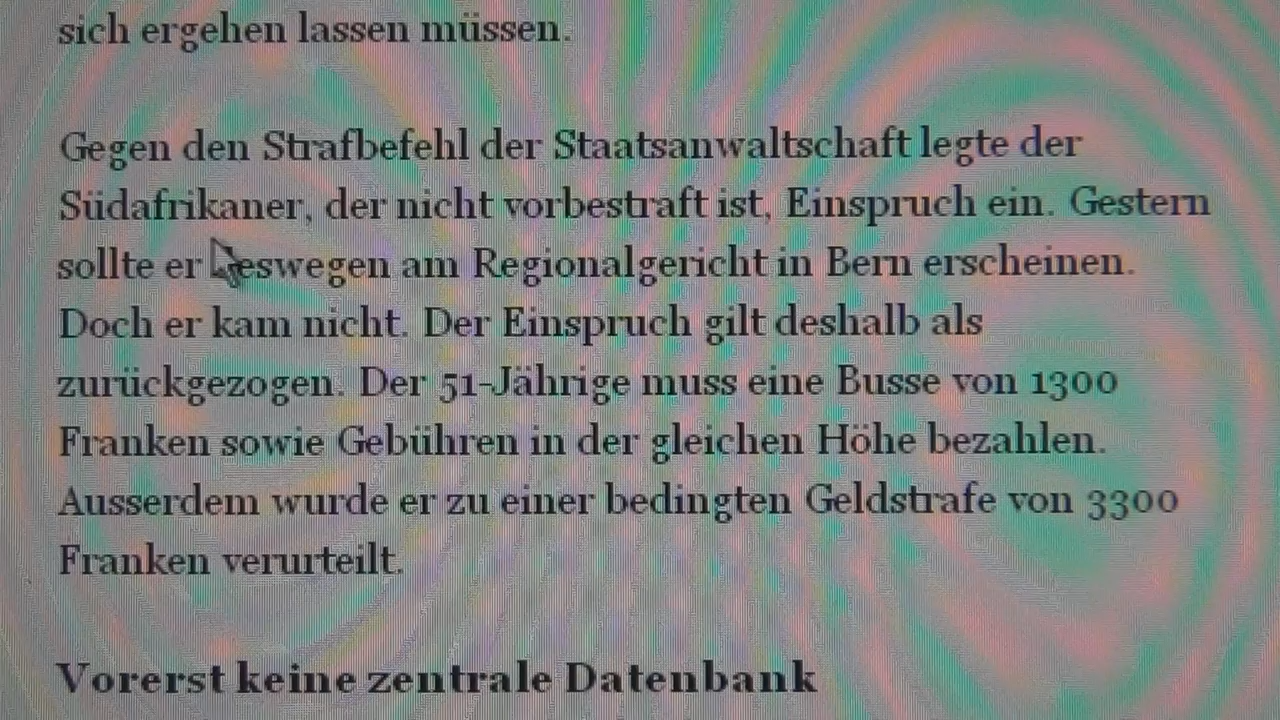 sich ergehen lassen müssen.
Gegen den Strafbefehl der Staatsanwaltschaft legte der
Südafrikaner, der nicht vorbestraft ist, Einspruch ein. Gestern
sollte er deswegen am Regionalgericht in Bern erscheinen.
Doch er kam nicht. Der Einspruch gilt deshalb als
zurückgezogen. Der 51-Jährige muss eine Busse von 1300
Franken sowie Gebühren in der gleichen Höhe bezahlen.
Ausserdem wurde er zu einer bedingten Geldstrafe von 3300
Franken verurteilt.
Vorerst keine zentrale Datenbank